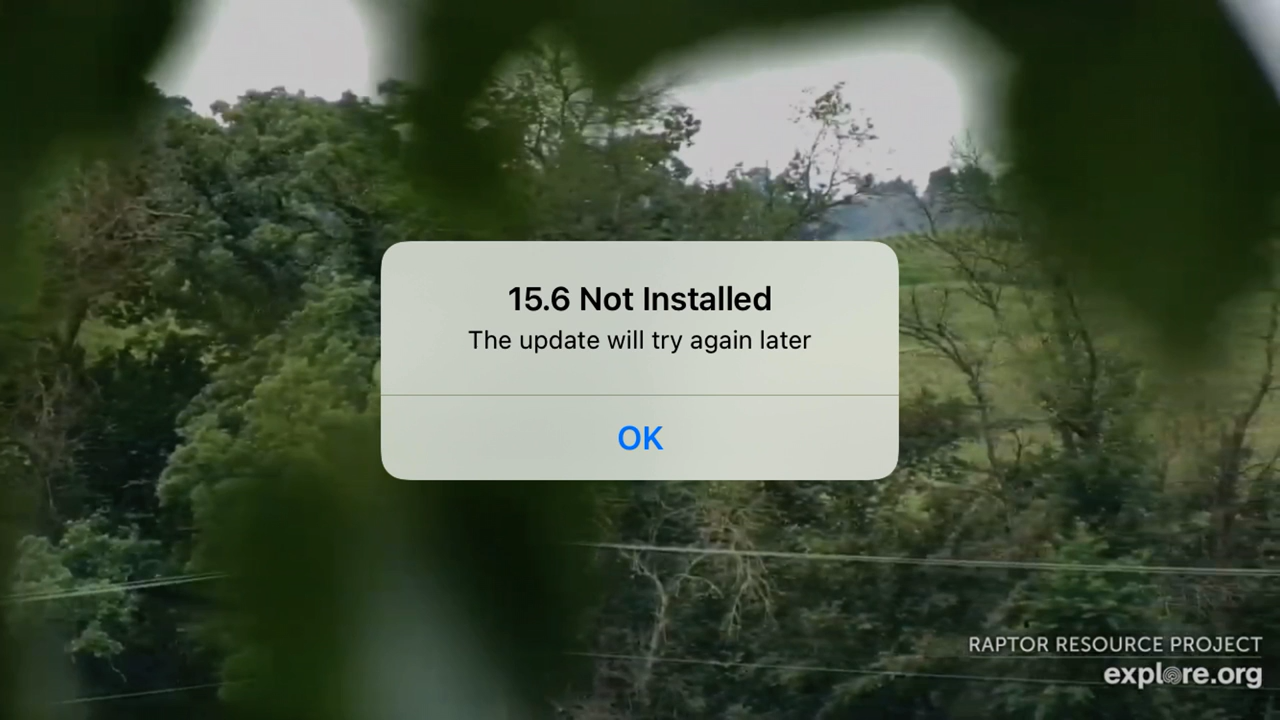 15.6 Not Installed
The update will try again later
OK
RAPTOR RESOURCE PROJECT
explore.org